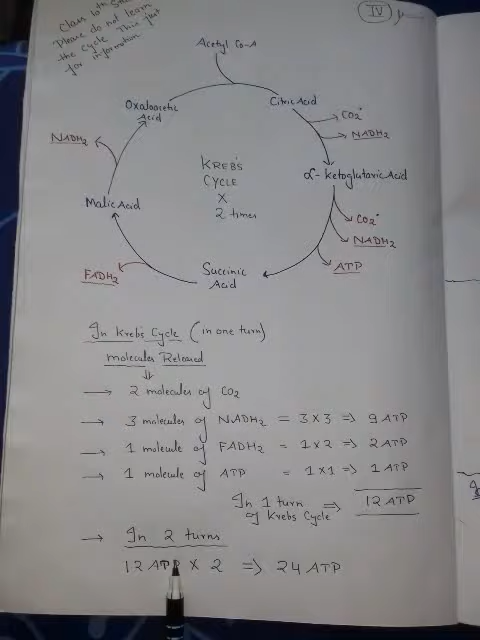 Class 10th
Please do not learn
the cycle This just
for information
IV
Acetyl Co-A
Oxaloacetic
Acid
Citric Acid
CO2↑
NADH2
NADH2
KREB'S
CYCLE
X
2 times
α-ketoglutaric Acid
Malic Acid
CO2↑
NADH2
ATP
FADH2
Succinic
Acid
In Kreb's Cycle (in one turn)
molecules Released
⇓
→ 2 molecules of CO2
→ 3 molecules of NADH2 = 3×3 ⇒ 9 ATP
→ 1 molecule of FADH2 = 1×2 ⇒ 2 ATP
→ 1 molecule of ATP = 1×1 ⇒ 1 ATP
In 1 turn ⇒ 12 ATP
of Krebs Cycle
→ In 2 turns
12 ATP × 2 ⇒ 24 ATP